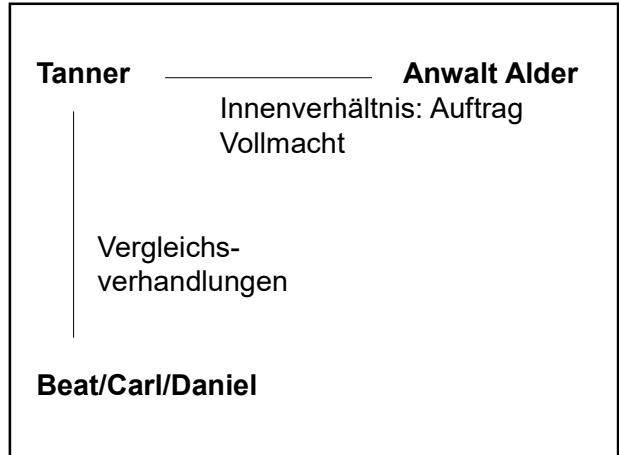 Tanner Anwalt Alder
Innenverhältnis: Auftrag
Vollmacht
Vergleichs-
verhandlungen
Beat/Carl/Daniel